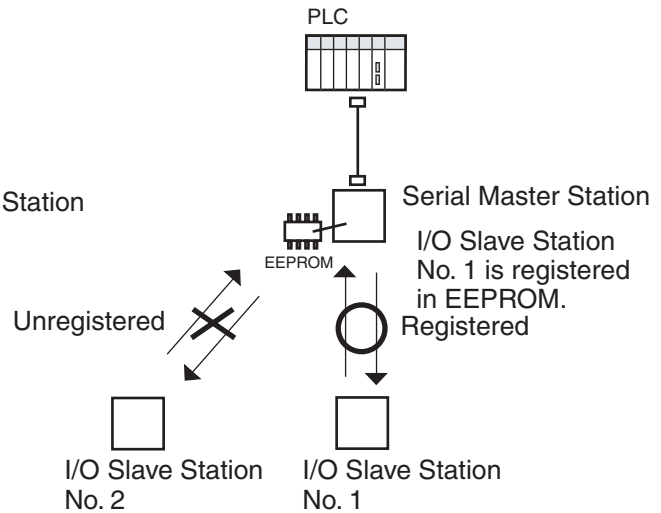 PLC
Station
Serial Master Station
EEPROM
I/O Slave Station
No. 1 is registered
in EEPROM.
Unregistered
Registered
I/O Slave Station
No. 2
I/O Slave Station
No. 1